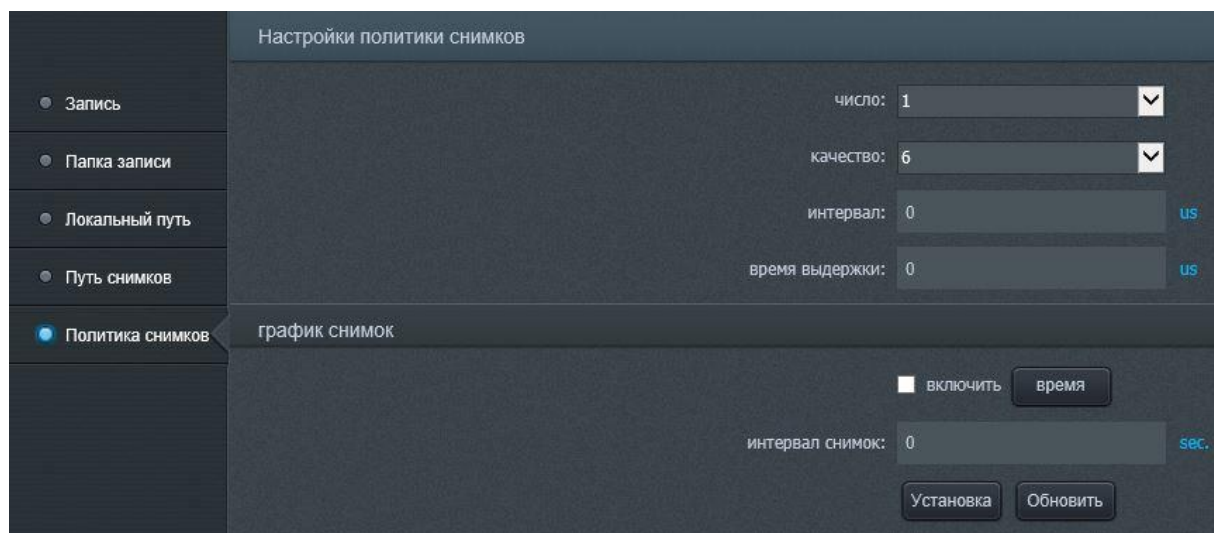 Настройки политики снимков
Запись
Папка записи
Локальный путь
Путь снимков
Политика снимков
число: 1
качество: 6
интервал: 0 us
время выдержки: 0 us
график снимок
включить время
интервал снимок: 0 sec.
Установка Обновить